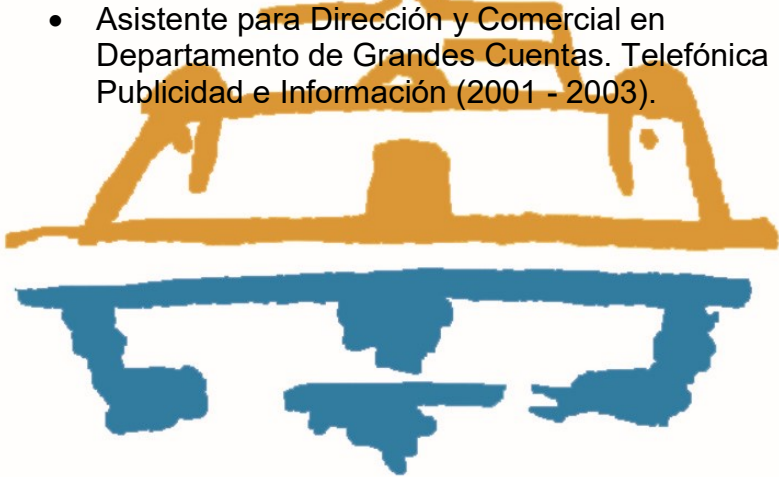 • Asistente para Dirección y Comercial en
Departamento de Grandes Cuentas. Telefónica
Publicidad e Información (2001 - 2003).